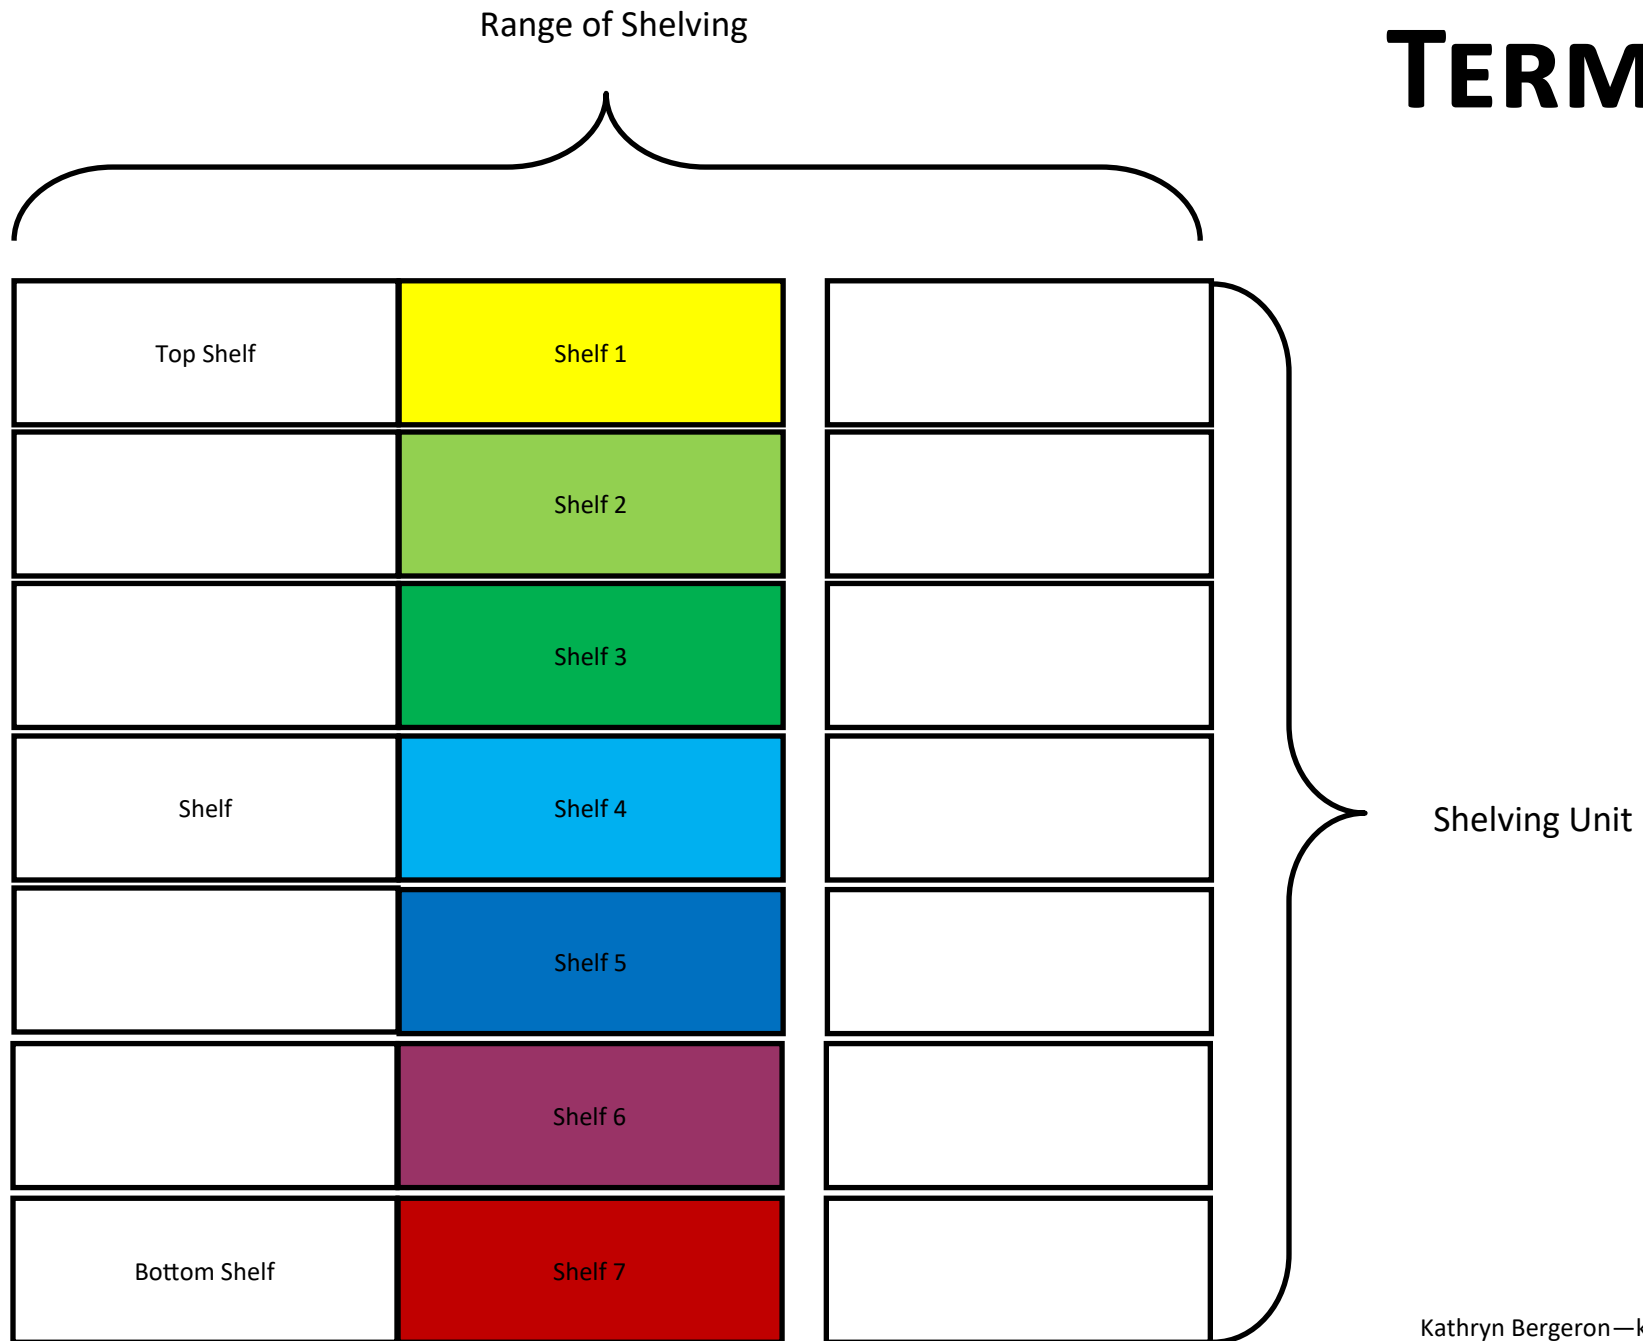 Range of Shelving
TERM
Top Shelf
Shelf 1
Shelf 2
Shelf 3
Shelf
Shelf 4
Shelving Unit
Shelf 5
Shelf 6
Bottom Shelf
Shelf 7
Kathryn Bergeron—k